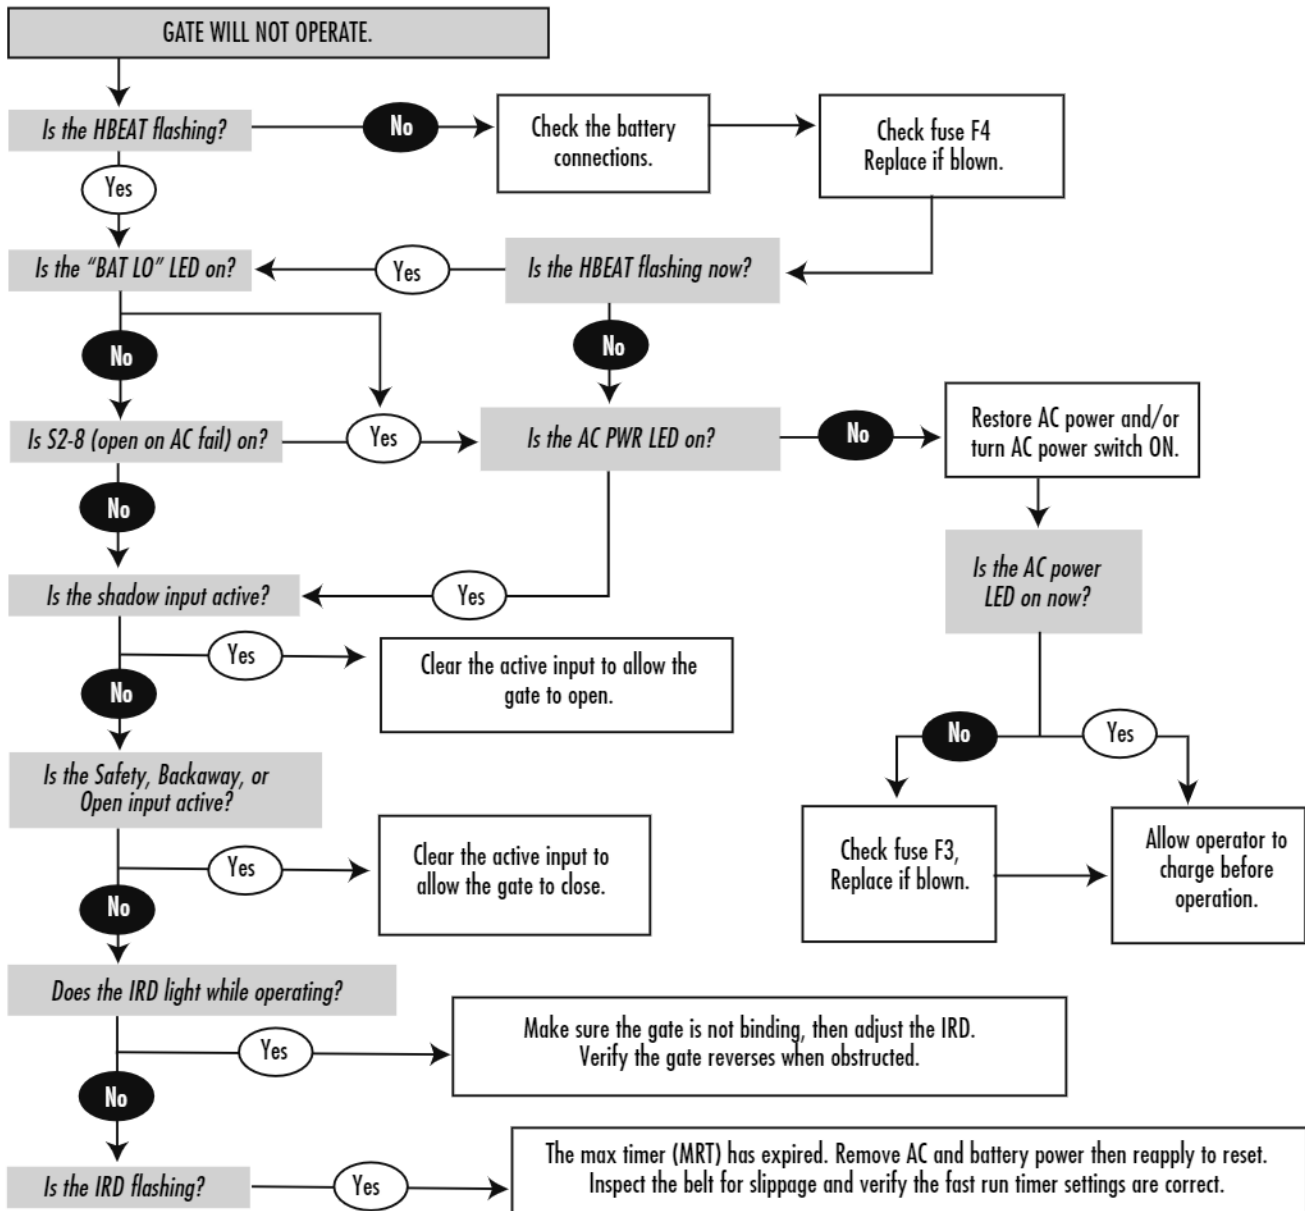 GATE WILL NOT OPERATE.
Is the HBEAT flashing?
No
Check the battery
connections.
Check fuse F4
Replace if blown.
Yes
Is the “BAT LO” LED on?
Yes
Is the HBEAT flashing now?
No
No
Is S2-8 (open on AC fail) on?
Yes
Is the AC PWR LED on?
No
Restore AC power and/or
turn AC power switch ON.
No
Is the shadow input active?
Yes
Is the AC power
LED on now?
Yes
Clear the active input to allow the
gate to open.
No
No
Yes
Is the Safety, Backaway, or
Open input active?
Yes
Clear the active input to
allow the gate to close.
Check fuse F3,
Replace if blown.
Allow operator to
charge before
operation.
No
Does the IRD light while operating?
Yes
Make sure the gate is not binding, then adjust the IRD.
Verify the gate reverses when obstructed.
No
Is the IRD flashing?
Yes
The max timer (MRT) has expired. Remove AC and battery power then reapply to reset.
Inspect the belt for slippage and verify the fast run timer settings are correct.